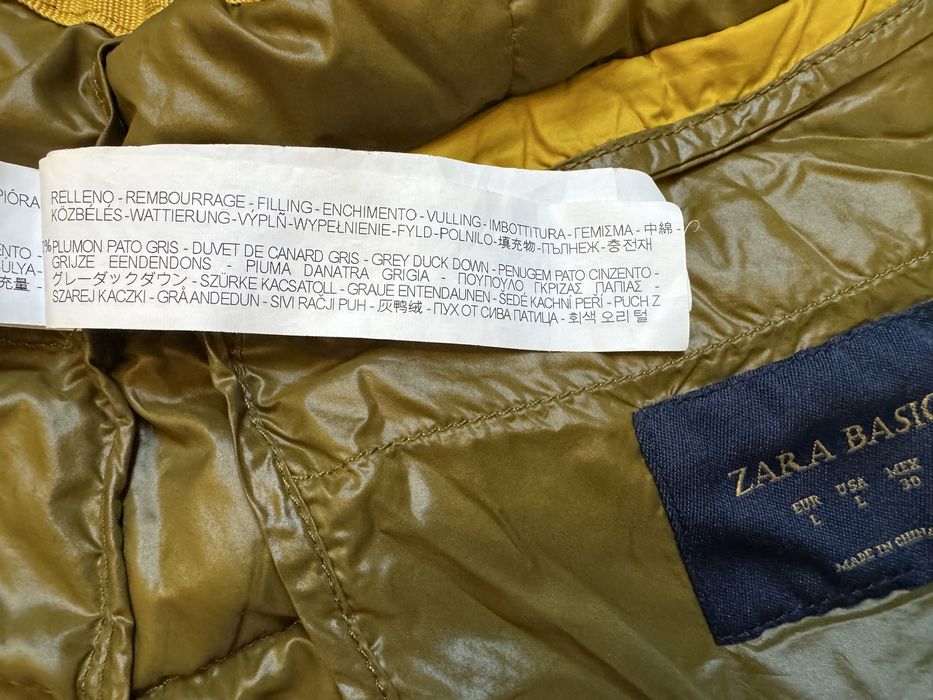 PIÓRA
RELLENO - REMBOURRAGE - FILLING - ENCHIMENTO - VULLING - IMBOTTITURA - ΓΕΜΙΣΜΑ - 中綿 -
KÖZBÉLÉS - WATTIERUNG - VÝPLŇ - WYPEŁNIENIE - FYLD - POLNILO - 填充物 - ПЪЛНЕЖ - 충전재
% PLUMON PATO GRIS - DUVET DE CANARD GRIS - GREY DUCK DOWN - PENUGEM PATO CINZENTO -
GRIJZE EENDENDONS - PIUMA DANATRA GRIGIA - ΠΟΥΠΟΥΛΟ ΓΚΡΙΖΑΣ ΠΑΠΙΑΣ -
グレーダックダウン - SZÜRKE KACSATOLL - GRAUE ENTENDAUNEN - ŠEDÉ KACHNÍ PEŘÍ - PUCH Z
SZAREJ KACZKI - GRÅ ANDEDUN - SIVI RAČJI PUH - 灰鸭绒 - ПУХ ОТ СИВА ПАТИЦА - 회색 오리 털
ENTO
SULYA-
充量 -
ZARA BASIC
EUR USA MEX
L L 30
MADE IN CHINA